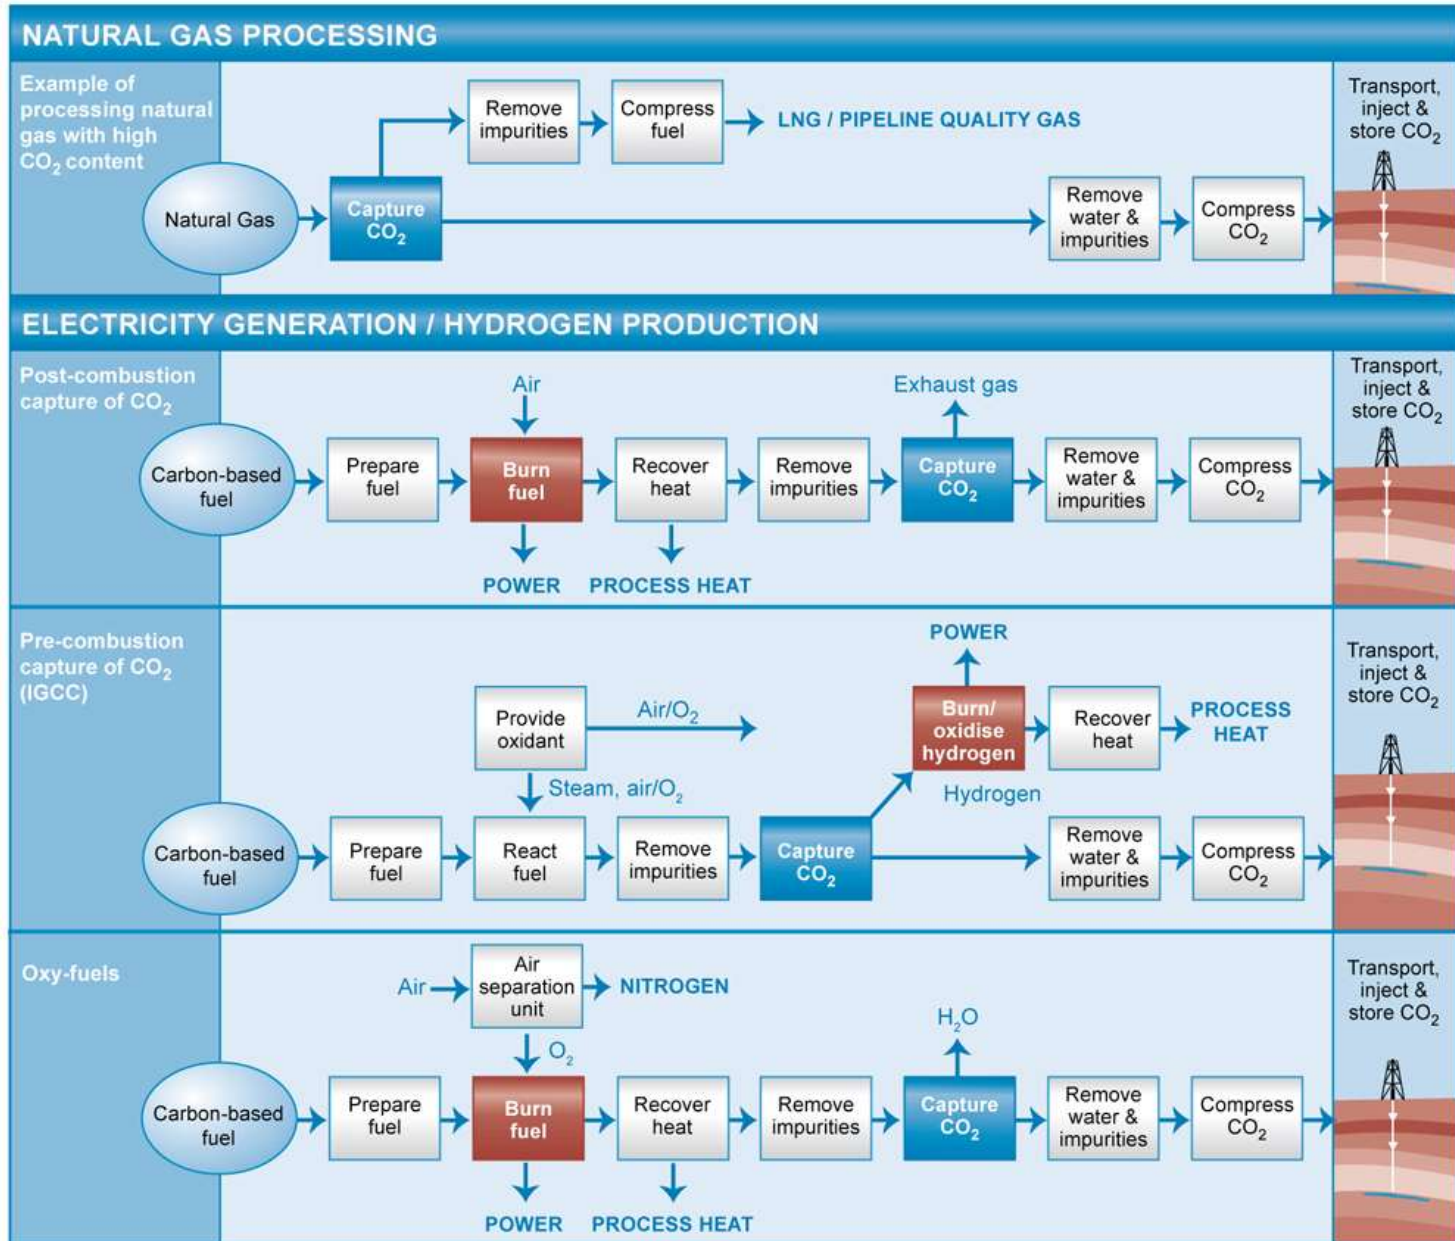 NATURAL GAS PROCESSING
Example of
processing natural
gas with high
CO₂ content
Natural Gas
Capture
CO₂
Remove
impurities
Compress
fuel
LNG / PIPELINE QUALITY GAS
Remove
water &
impurities
Compress
CO₂
Transport,
inject &
store CO₂
ELECTRICITY GENERATION / HYDROGEN PRODUCTION
Post-combustion
capture of CO₂
Carbon-based
fuel
Prepare
fuel
Air
Burn
fuel
POWER
Recover
heat
PROCESS HEAT
Remove
impurities
Exhaust gas
Capture
CO₂
Remove
water &
impurities
Compress
CO₂
Transport,
inject &
store CO₂
Pre-combustion
capture of CO₂
(IGCC)
Provide
oxidant
Air/O₂
Steam, air/O₂
POWER
Burn/
oxidise
hydrogen
Recover
heat
PROCESS
HEAT
Hydrogen
Carbon-based
fuel
Prepare
fuel
React
fuel
Remove
impurities
Capture
CO₂
Remove
water &
impurities
Compress
CO₂
Transport,
inject &
store CO₂
Oxy-fuels
Air
Air
separation
unit
NITROGEN
O₂
Carbon-based
fuel
Prepare
fuel
Burn
fuel
POWER
Recover
heat
PROCESS HEAT
Remove
impurities
H₂O
Capture
CO₂
Remove
water &
impurities
Compress
CO₂
Transport,
inject &
store CO₂